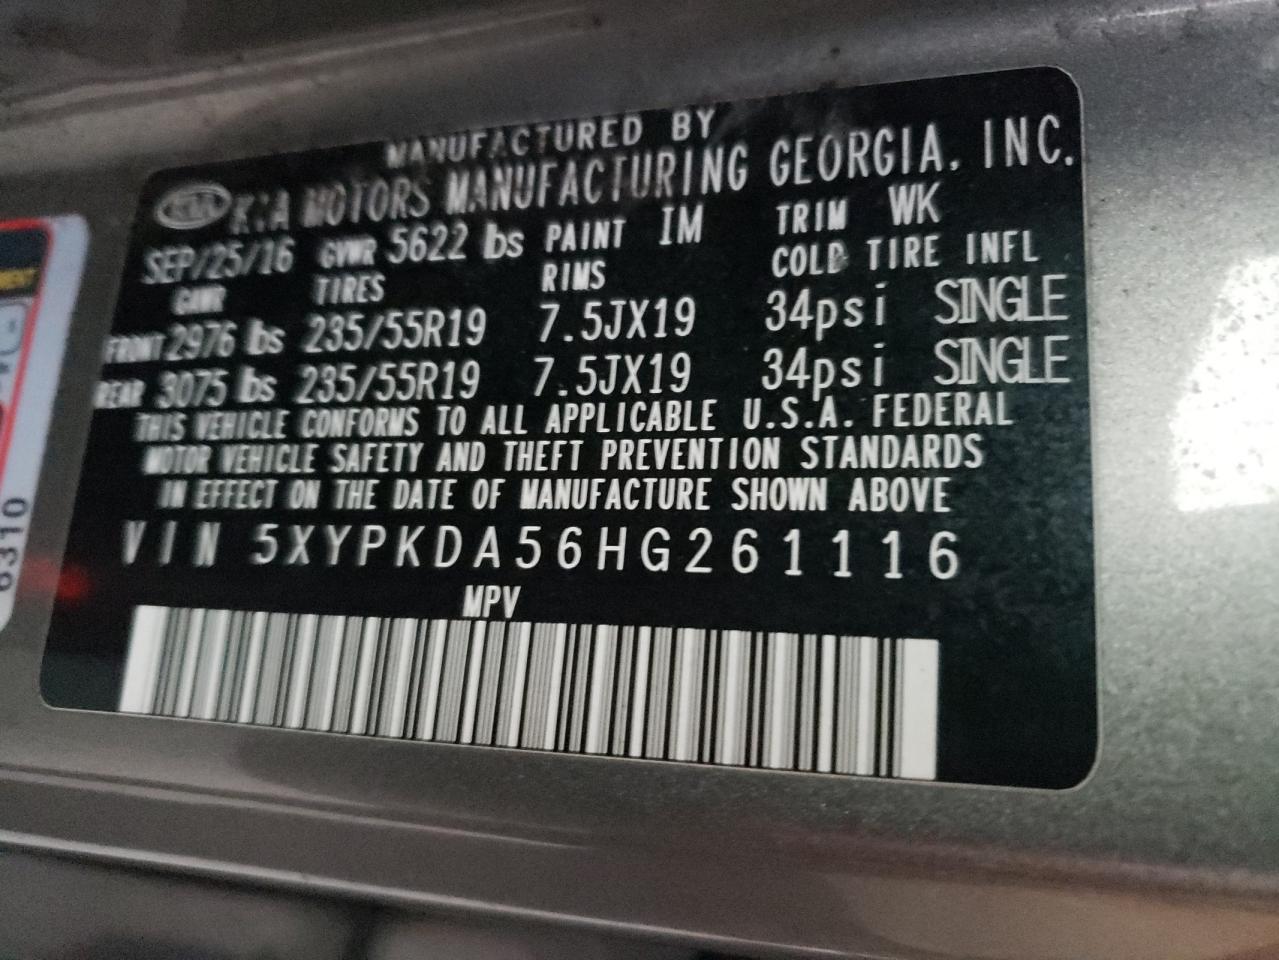 MANUFACTURED BY
KIA KIA MOTORS MANUFACTURING GEORGIA, INC.
SEP/25/16 GVWR 5622 lbs PAINT IM TRIM WK
GAWR TIRES RIMS COLD TIRE INFL
FRONT 2976 lbs 235/55R19 7.5JX19 34psi SINGLE
REAR 3075 lbs 235/55R19 7.5JX19 34psi SINGLE
THIS VEHICLE CONFORMS TO ALL APPLICABLE U.S.A. FEDERAL
MOTOR VEHICLE SAFETY AND THEFT PREVENTION STANDARDS
IN EFFECT ON THE DATE OF MANUFACTURE SHOWN ABOVE
VIN 5XYPKDA56HG261116
MPV
6310